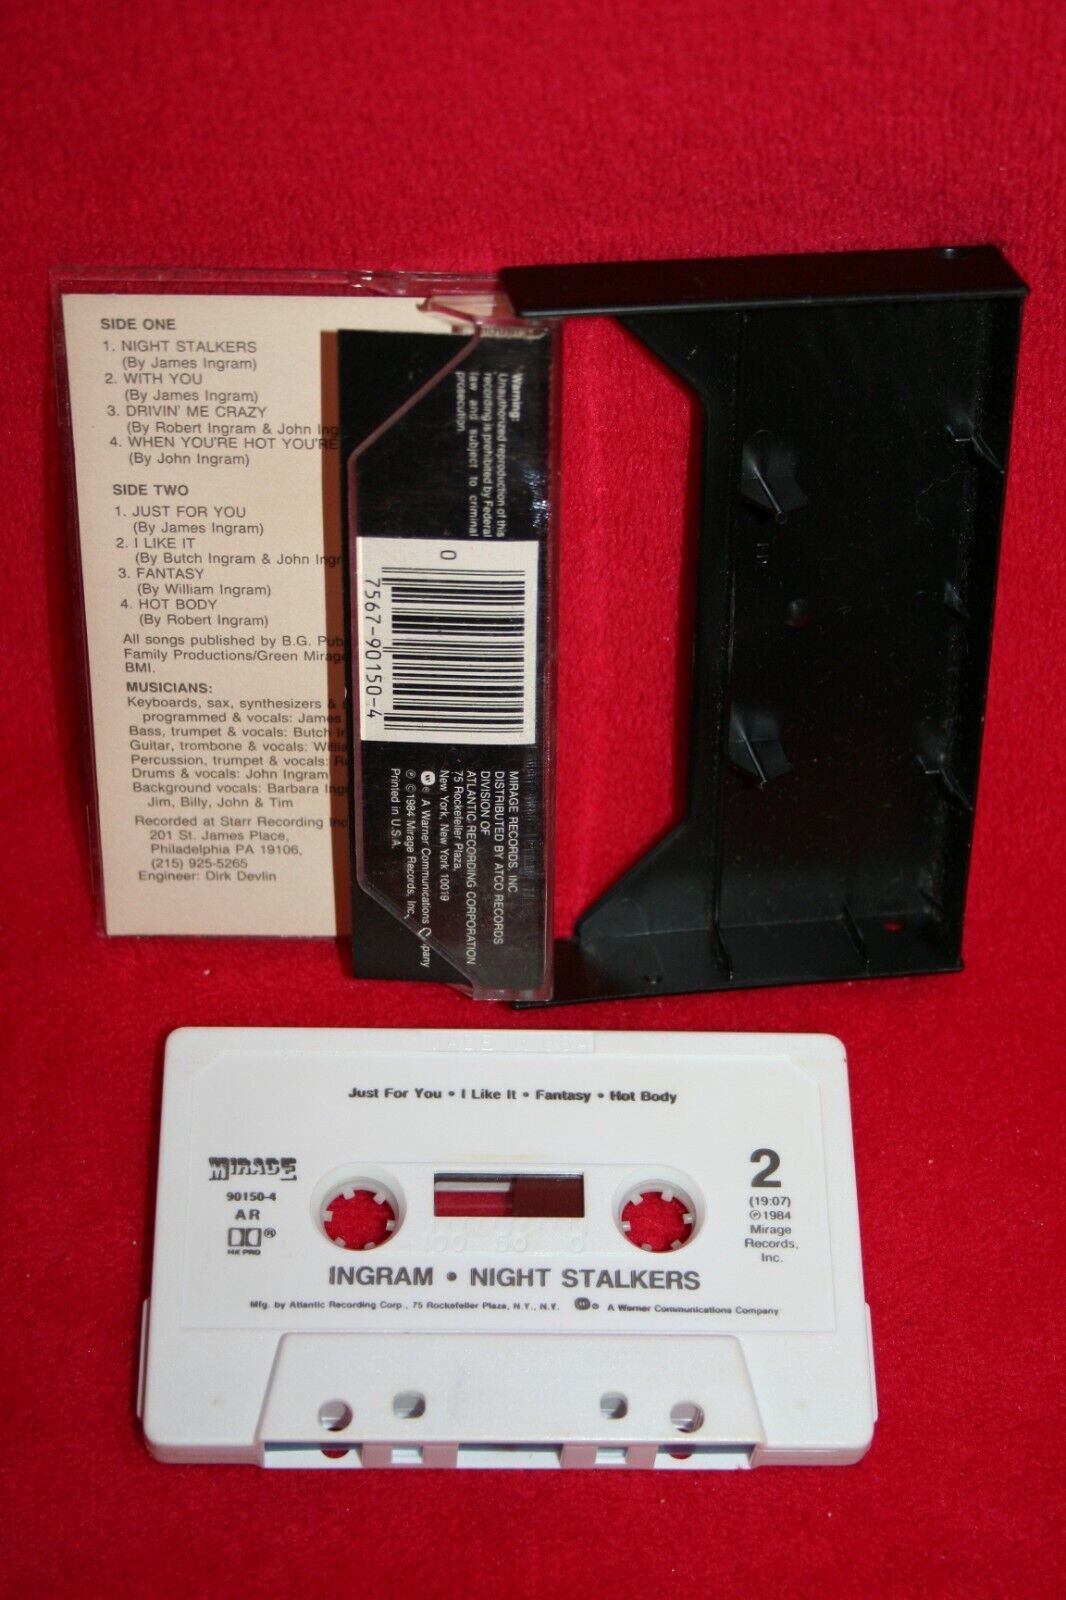 SIDE ONE
1. NIGHT STALKERS
(By James Ingram)
2. WITH YOU
(By James Ingram)
3. DRIVIN' ME CRAZY
(By Robert Ingram & John
4. WHEN YOU'RE HOT YOU'RE
(By John Ingram)
SIDE TWO
1. JUST FOR YOU
(By James Ingram)
2. I LIKE IT
(By Butch Ingram & John
3. FANTASY
(By William Ingram)
4. HOT BODY
(By Robert Ingram)
All songs published by B.G.
Family Productions/Green
BMI.
MUSICIANS:
Keyboards, sax, synthesizers &
programmed & vocals: James
Bass, trumpet & vocals: Butch
Guitar, trombone & vocals:
Percussion, trumpet & vocals:
Drums & vocals: John Ingram
Background vocals: Barbara
Jim, Billy, John & Tim
Recorded at Starr Recording
201 St. James Place,
Philadelphia PA 19106,
(215) 925-5265
Engineer: Dirk Devlin
Warning:
Unauthorized reproduction of this
recording is prohibited by Federal
law and subject to criminal
prosecution.
0
7567-90150-4
MIRAGE RECORDS, INC.
DISTRIBUTED BY ATCO RECORDS
DIVISION OF
ATLANTIC RECORDING CORPORATION
75 Rockefeller Plaza,
New York, New York 10019
A Warner Communications Company
℗ © 1984 Mirage Records, Inc.
Printed in U.S.A.
Just For You • I Like It • Fantasy • Hot Body
MIRAGE
90150-4
AR
HX PRO
2
(19:07)
℗ 1984
Mirage
Records,
Inc.
100 50 0
INGRAM • NIGHT STALKERS
Mfg. by Atlantic Recording Corp., 75 Rockefeller Plaza, N.Y., N.Y. A Warner Communications Company